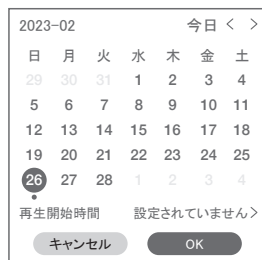 2023-02 今日 < >
日 月 火 水 木 金 土
29 30 31 1 2 3 4
5 6 7 8 9 10 11
12 13 14 15 16 17 18
19 20 21 22 23 24 25
26 27 28 1 2 3 4
再生開始時間 設定されていません>
キャンセル OK